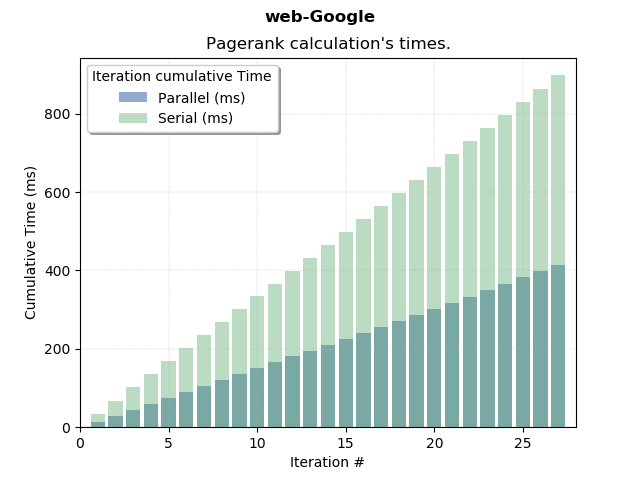 web-Google
Pagerank calculation's times.
Iteration cumulative Time
Parallel (ms)
Serial (ms)
Cumulative Time (ms)
800
600
400
200
0
0 5 10 15 20 25
Iteration #